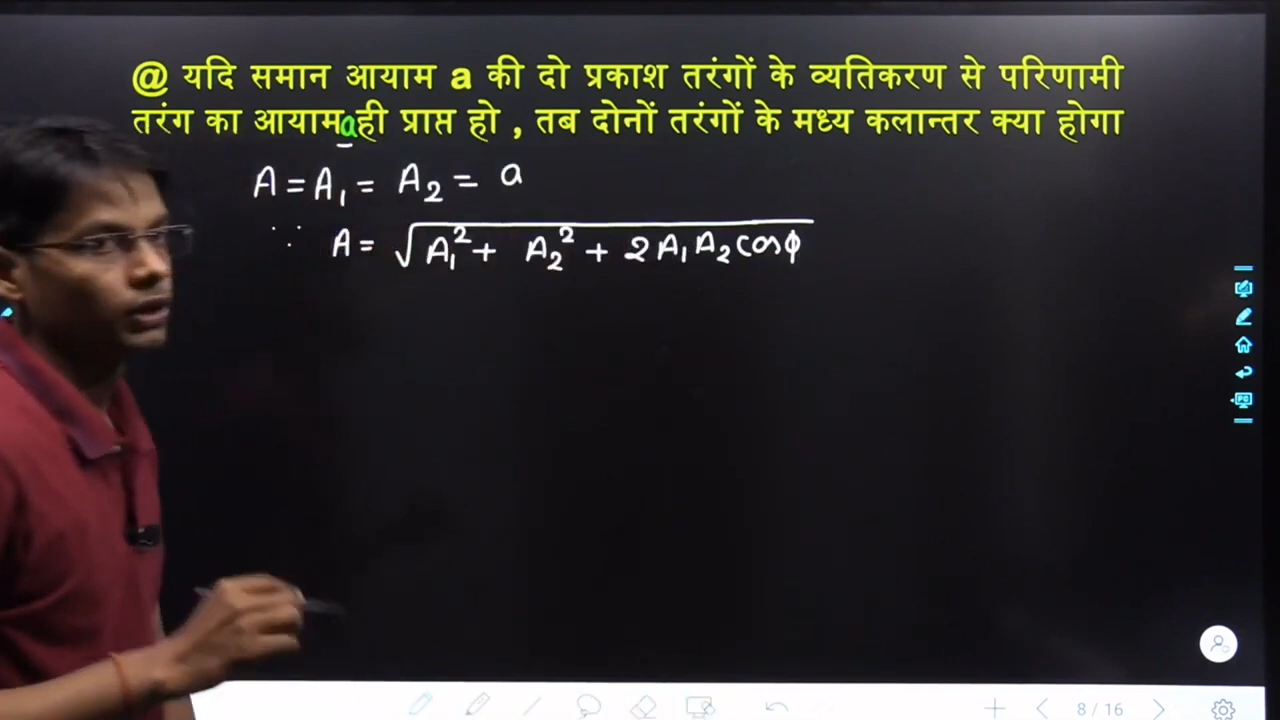 @ यदि समान आयाम a की दो प्रकाश तरंगों के व्यतिकरण से परिणामी
तरंग का आयाम a ही प्राप्त हो , तब दोनों तरंगों के मध्य कलान्तर क्या होगा
A = A₁ = A₂ = a
∵ A = √A₁² + A₂² + 2A₁A₂cosϕ
8 / 16